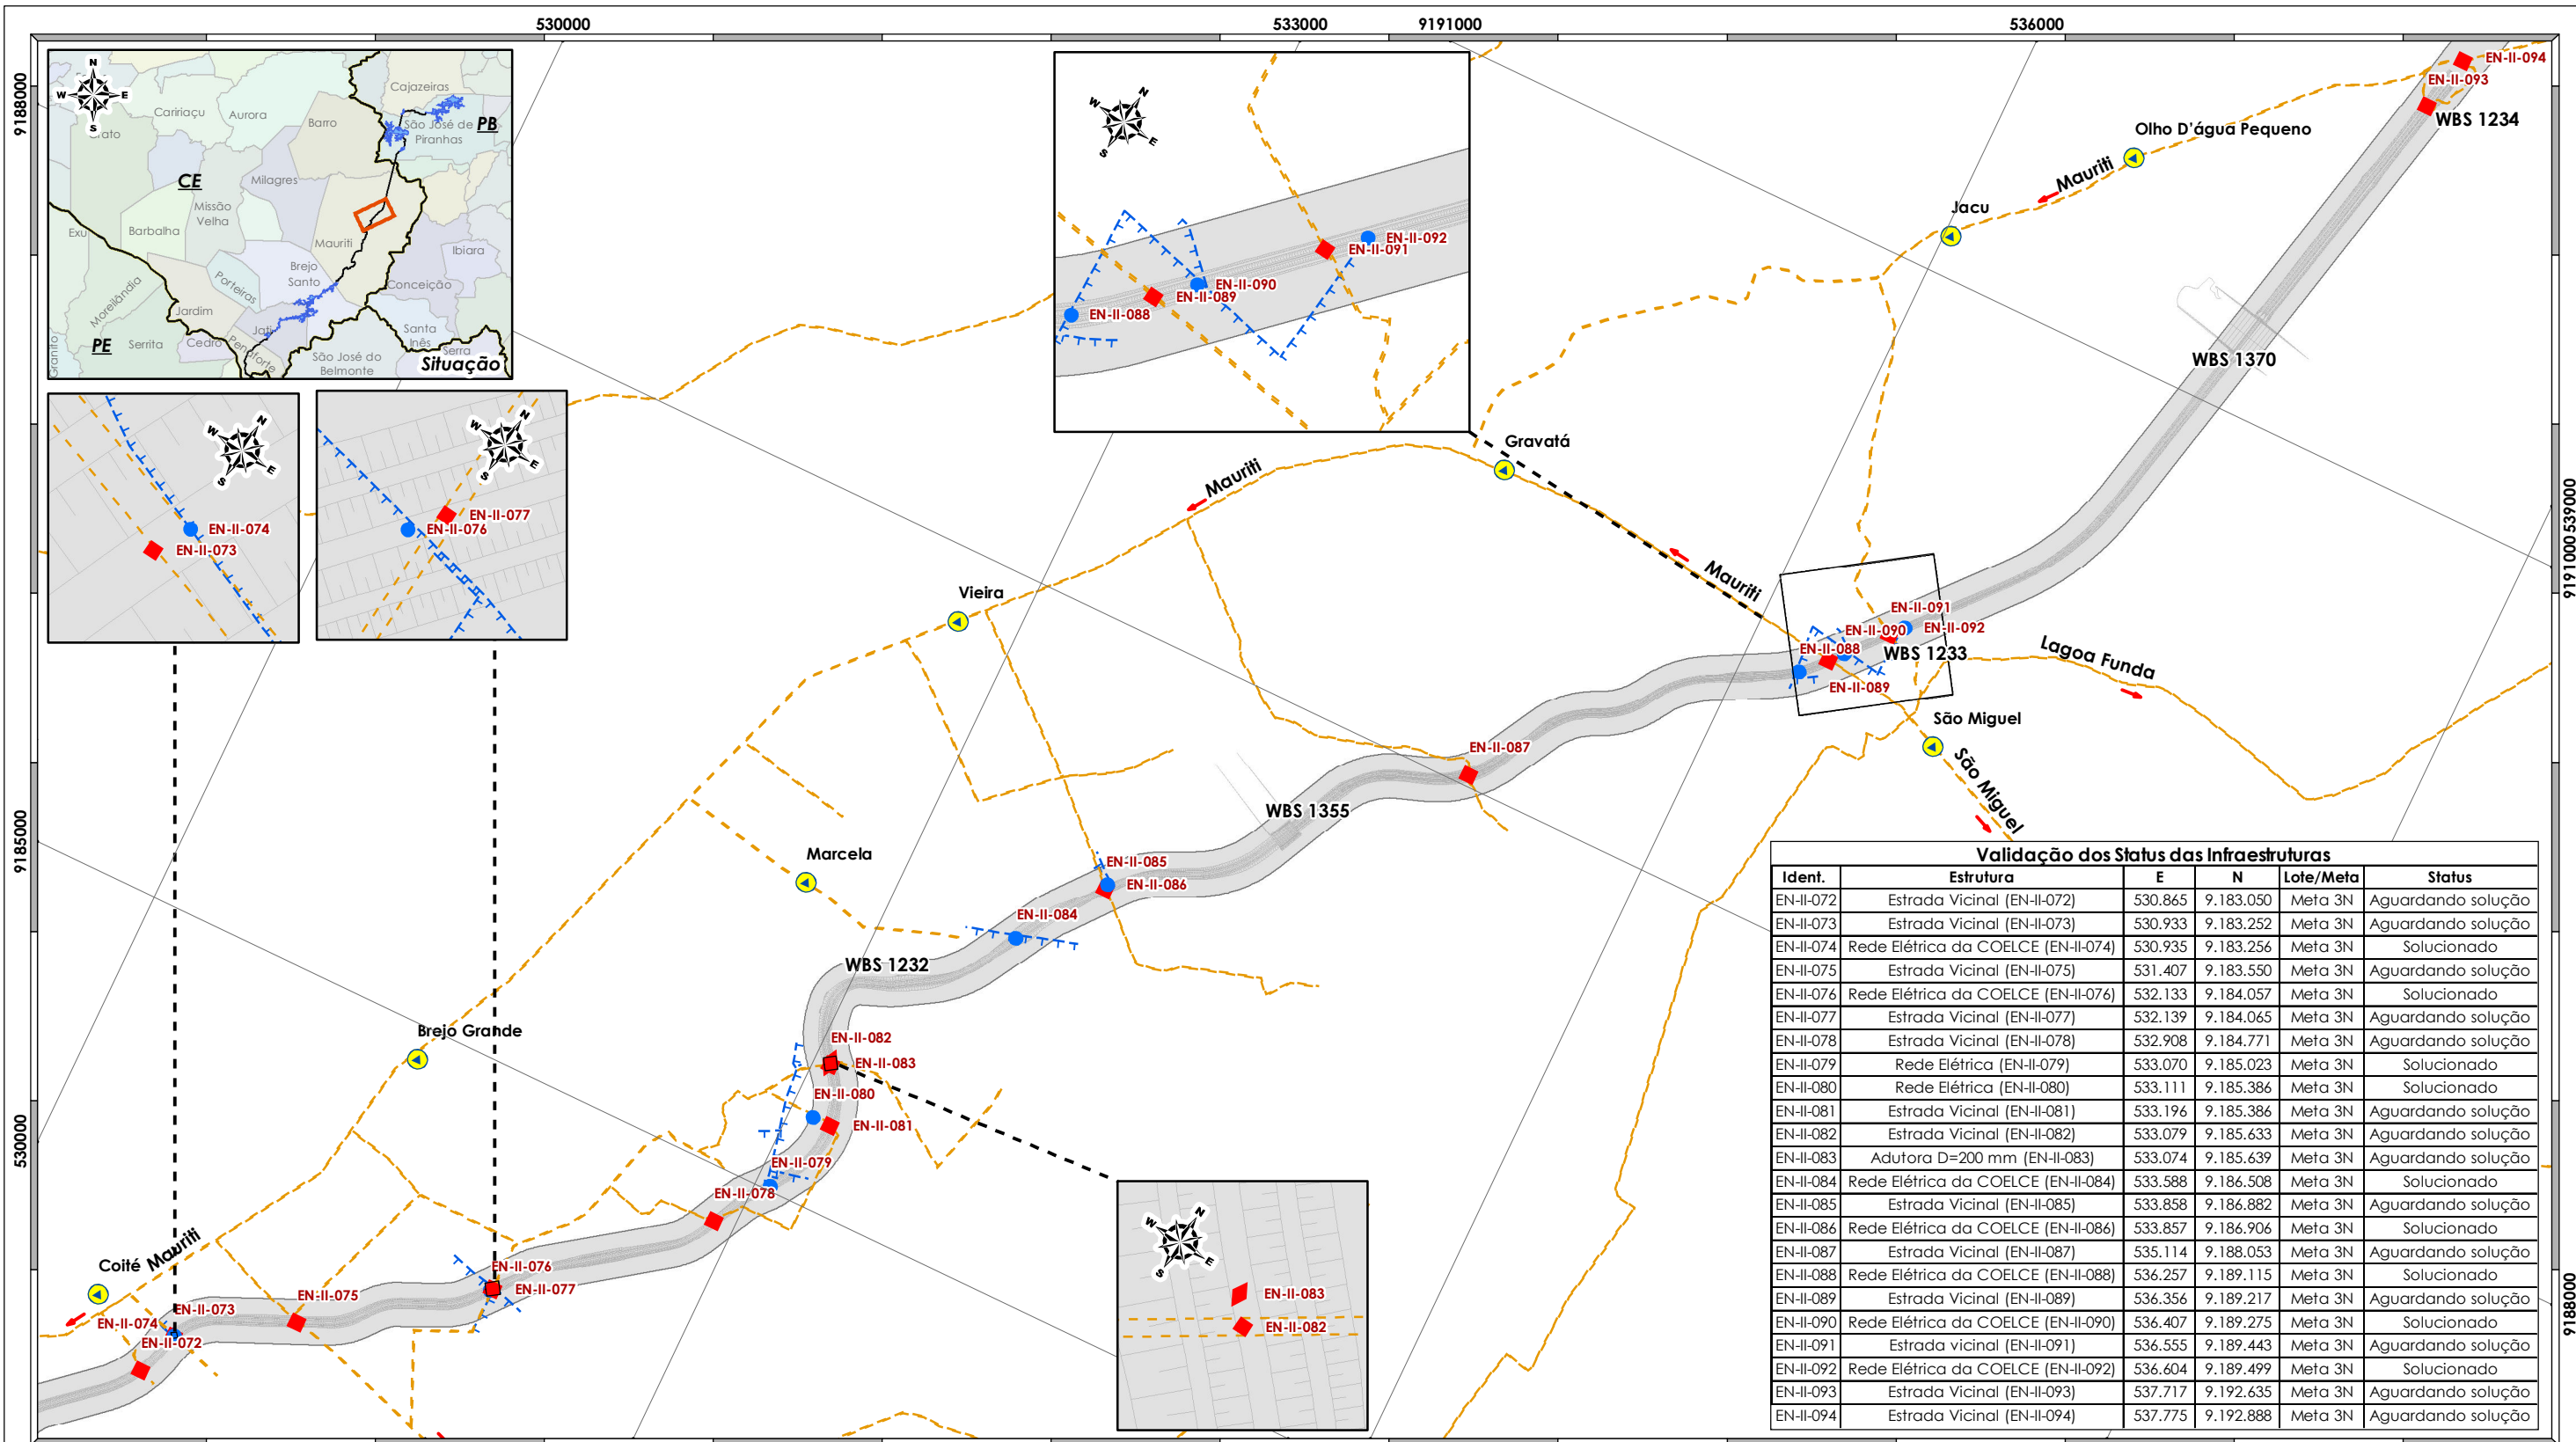 530000
533000
9191000
536000
9188000
9185000
530000
539000
9191000
9188000
N
W
E
S
Cajazeiras
Caririaçu
Aurora
Barro
São José de
Piranhas
PB
CE
Milagres
Missão
Velha
Barbalha
Exu
Mauriti
Ibiara
Brejo
Santo
Porteiras
Conceição
Moreilândia
Jardim
Jati
Santa
Inês
PE
Serrita
Cedro
Penaforte
São José do
Belmonte
Serra
Granito
Situação
N
W
E
S
EN-II-074
EN-II-073
N
W
E
S
EN-II-077
EN-II-076
N
W
E
S
EN-II-092
EN-II-091
EN-II-090
EN-II-089
EN-II-088
EN-II-094
EN-II-093
WBS 1234
Olho D'água Pequeno
Mauriti
Jacu
WBS 1370
Gravatá
Mauriti
Mauriti
Vieira
EN-II-091
EN-II-092
EN-II-090
EN-II-088
WBS 1233
EN-II-089
Lagoa Funda
São Miguel
São Miguel
EN-II-087
WBS 1355
Marcela
EN-II-085
EN-II-086
EN-II-084
WBS 1232
Brejo Grande
EN-II-082
EN-II-083
EN-II-080
EN-II-081
EN-II-079
EN-II-078
Coité
Mauriti
EN-II-076
EN-II-077
EN-II-075
EN-II-073
EN-II-074
EN-II-072
N
W
E
S
EN-II-083
EN-II-082
Validação dos Status das Infraestruturas
Ident. Estrutura E N Lote/Meta Status
EN-II-072 Estrada Vicinal (EN-II-072) 530.865 9.183.050 Meta 3N Aguardando solução
EN-II-073 Estrada Vicinal (EN-II-073) 530.933 9.183.252 Meta 3N Aguardando solução
EN-II-074 Rede Elétrica da COELCE (EN-II-074) 530.935 9.183.256 Meta 3N Solucionado
EN-II-075 Estrada Vicinal (EN-II-075) 531.407 9.183.550 Meta 3N Aguardando solução
EN-II-076 Rede Elétrica da COELCE (EN-II-076) 532.133 9.184.057 Meta 3N Solucionado
EN-II-077 Estrada Vicinal (EN-II-077) 532.139 9.184.065 Meta 3N Aguardando solução
EN-II-078 Estrada Vicinal (EN-II-078) 532.908 9.184.771 Meta 3N Aguardando solução
EN-II-079 Rede Elétrica (EN-II-079) 533.070 9.185.023 Meta 3N Solucionado
EN-II-080 Rede Elétrica (EN-II-080) 533.111 9.185.386 Meta 3N Solucionado
EN-II-081 Estrada Vicinal (EN-II-081) 533.196 9.185.386 Meta 3N Aguardando solução
EN-II-082 Estrada Vicinal (EN-II-082) 533.079 9.185.633 Meta 3N Aguardando solução
EN-II-083 Adutora D=200 mm (EN-II-083) 533.074 9.185.639 Meta 3N Aguardando solução
EN-II-084 Rede Elétrica da COELCE (EN-II-084) 533.588 9.186.508 Meta 3N Solucionado
EN-II-085 Estrada Vicinal (EN-II-085) 533.858 9.186.882 Meta 3N Aguardando solução
EN-II-086 Rede Elétrica da COELCE (EN-II-086) 533.857 9.186.906 Meta 3N Solucionado
EN-II-087 Estrada Vicinal (EN-II-087) 535.114 9.188.053 Meta 3N Aguardando solução
EN-II-088 Rede Elétrica da COELCE (EN-II-088) 536.257 9.189.115 Meta 3N Solucionado
EN-II-089 Estrada Vicinal (EN-II-089) 536.356 9.189.217 Meta 3N Aguardando solução
EN-II-090 Rede Elétrica da COELCE (EN-II-090) 536.407 9.189.275 Meta 3N Solucionado
EN-II-091 Estrada vicinal (EN-II-091) 536.555 9.189.443 Meta 3N Aguardando solução
EN-II-092 Rede Elétrica da COELCE (EN-II-092) 536.604 9.189.499 Meta 3N Solucionado
EN-II-093 Estrada Vicinal (EN-II-093) 537.717 9.192.635 Meta 3N Aguardando solução
EN-II-094 Estrada Vicinal (EN-II-094) 537.775 9.192.888 Meta 3N Aguardando solução